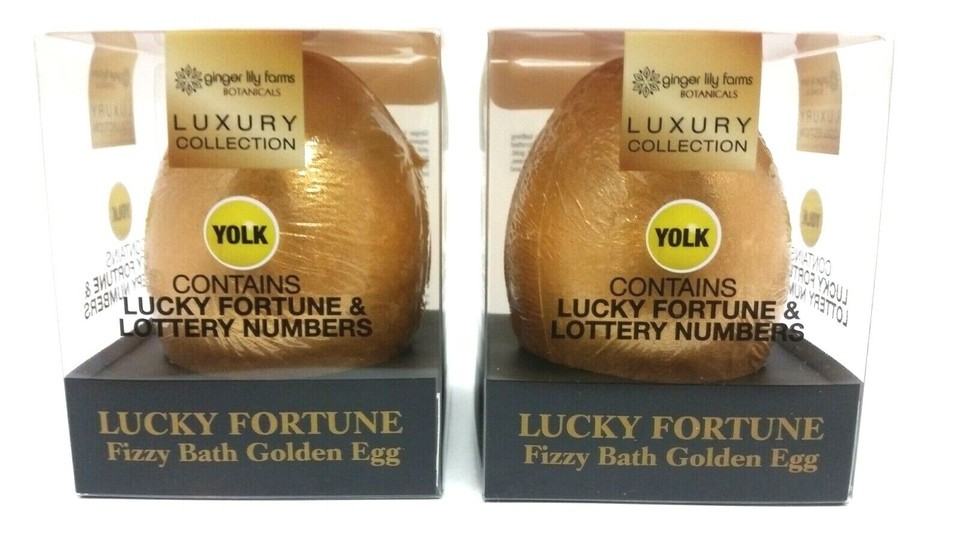 ginger lily farms
BOTANICALS
LUXURY
COLLECTION
YOLK
CONTAINS
LUCKY FORTUNE &
LOTTERY NUMBERS
LUCKY FORTUNE
Fizzy Bath Golden Egg
ginger lily farms
BOTANICALS
LUXURY
COLLECTION
YOLK
CONTAINS
LUCKY FORTUNE &
LOTTERY NUMBERS
LUCKY FORTUNE
Fizzy Bath Golden Egg